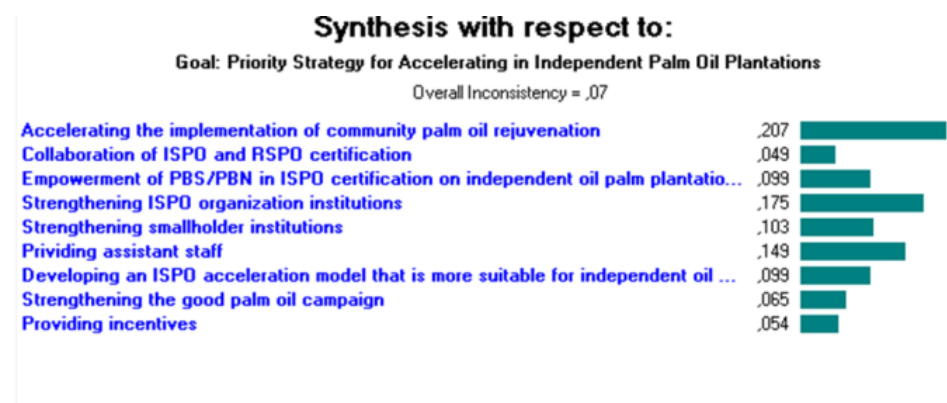 Synthesis with respect to:
Goal: Priority Strategy for Accelerating in Independent Palm Oil Plantations
Overall Inconsistency = ,07
Accelerating the implementation of community palm oil rejuvenation ,207
Collaboration of ISPO and RSPO certification ,049
Empowerment of PBS/PBN in ISPO certification on independent oil palm plantatio... ,099
Strengthening ISPO organization institutions ,175
Strengthening smallholder institutions ,103
Prividing assistant staff ,149
Developing an ISPO acceleration model that is more suitable for independent oil ... ,099
Strengthening the good palm oil campaign ,065
Providing incentives ,054